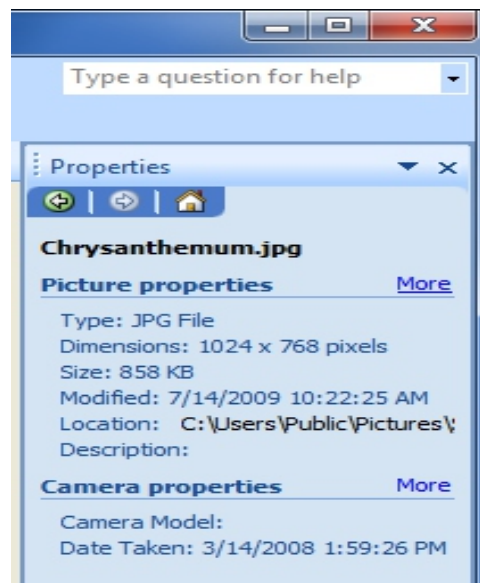 Type a question for help
Properties
Chrysanthemum.jpg
Picture properties More
Type: JPG File
Dimensions: 1024 x 768 pixels
Size: 858 KB
Modified: 7/14/2009 10:22:25 AM
Location: C:\Users\Public\Pictures\
Description:
Camera properties More
Camera Model:
Date Taken: 3/14/2008 1:59:26 PM